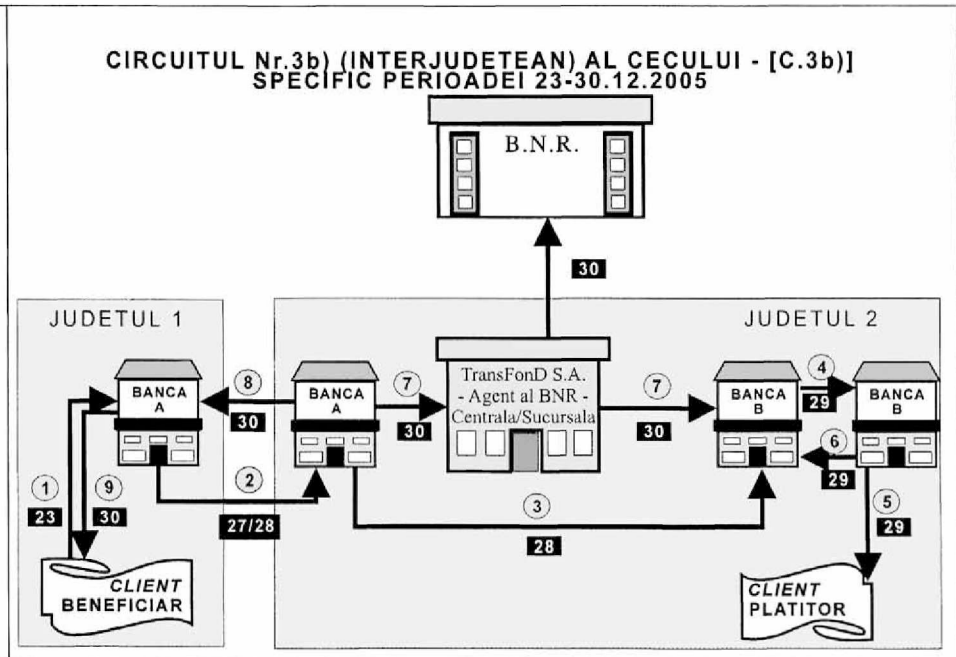 CIRCUITUL Nr.3b) (INTERJUDETEAN) AL CECULUI - [C.3b)]
SPECIFIC PERIOADEI 23-30.12.2005
B.N.R.
30
JUDETUL 1
JUDETUL 2
BANCA
A
8
30
BANCA
A
7
30
TransFonD S.A.
- Agent al BNR -
Centrala/Sucursala
7
30
BANCA
B
4
29
BANCA
B
6
29
1
23
9
30
2
27/28
3
28
5
29
CLIENT
BENEFICIAR
CLIENT
PLATITOR